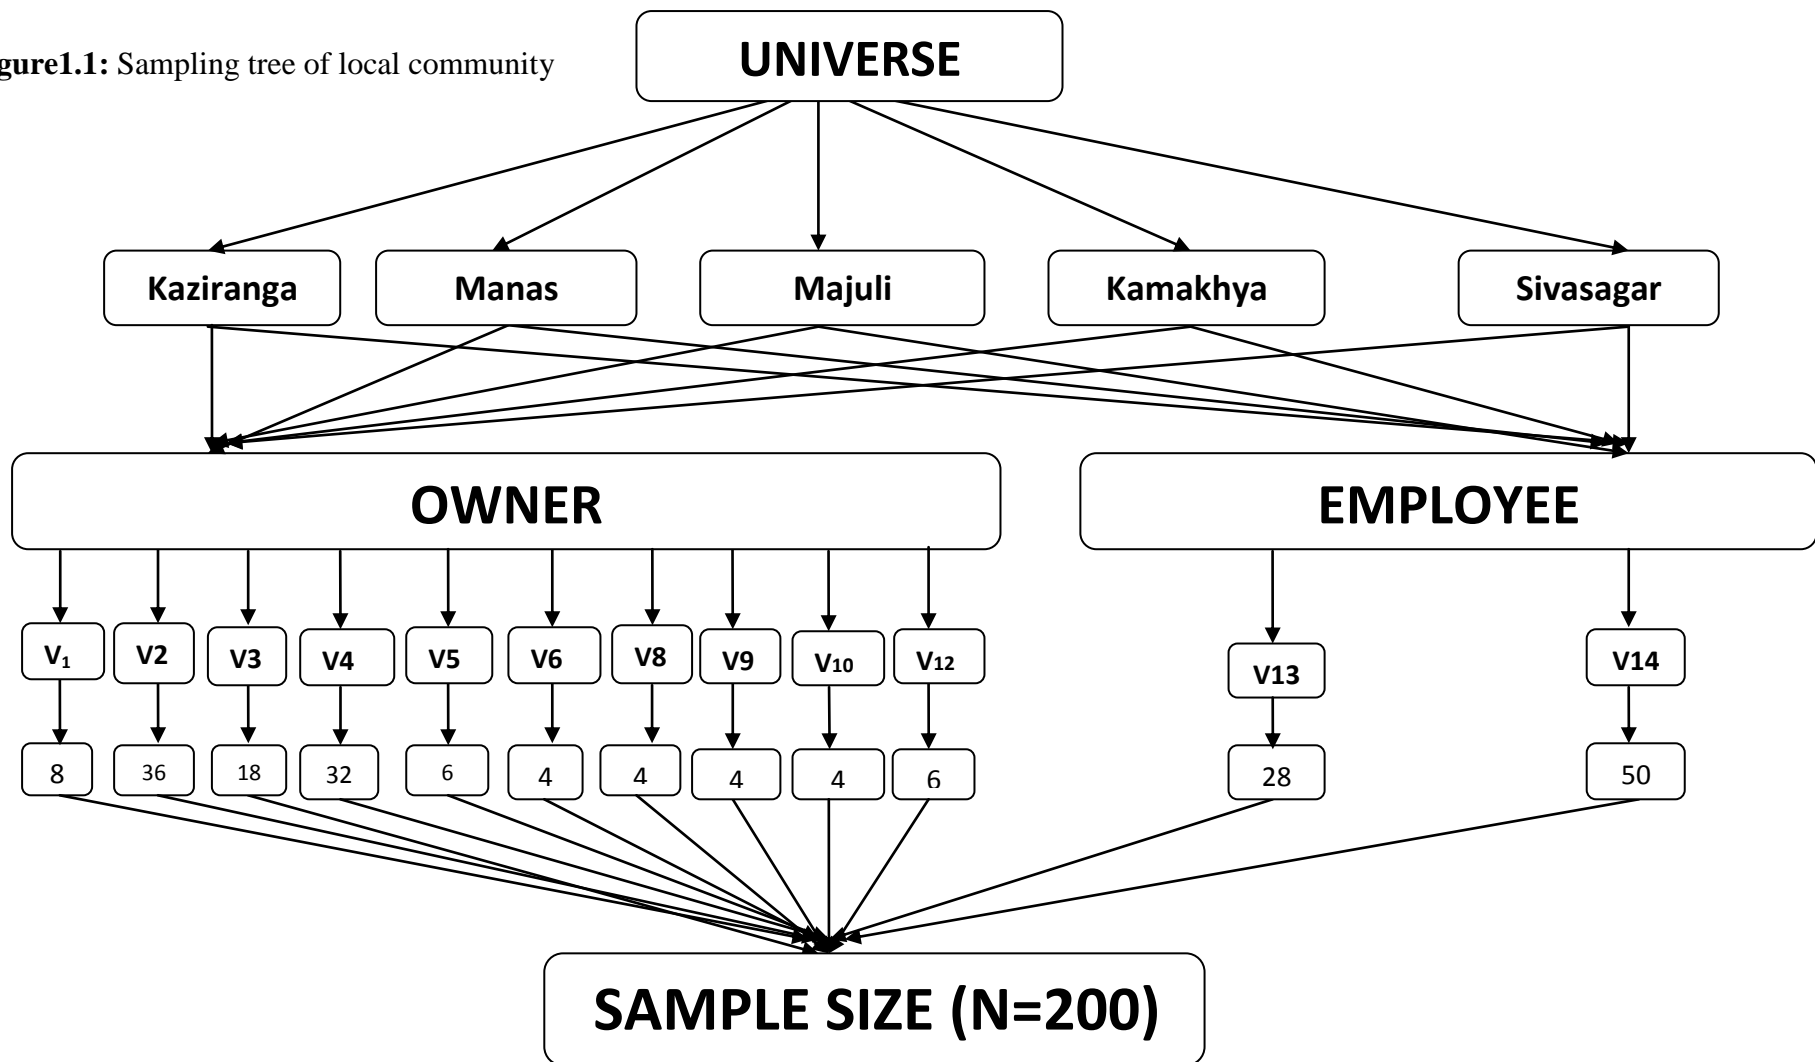 UNIVERSE
gure1.1: Sampling tree of local community
Kaziranga
Manas
Majuli
Kamakhya
Sivasagar
OWNER
EMPLOYEE
V1
V2
V3
V4
V5
V6
V8
V9
V10
V12
V13
V14
8
36
18
32
6
4
4
4
4
6
28
50
SAMPLE SIZE (N=200)